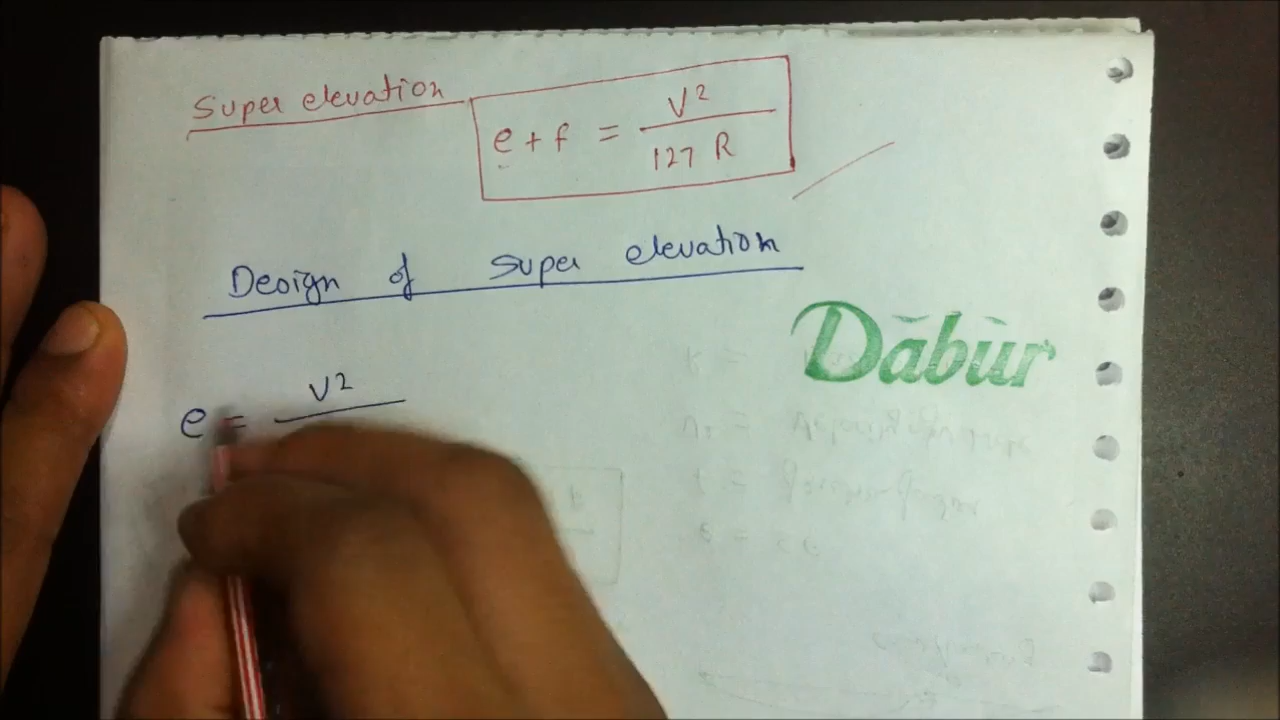 Super elevation e + f = V2 / 127 R
Design of super elevation
Dabur
e = V2